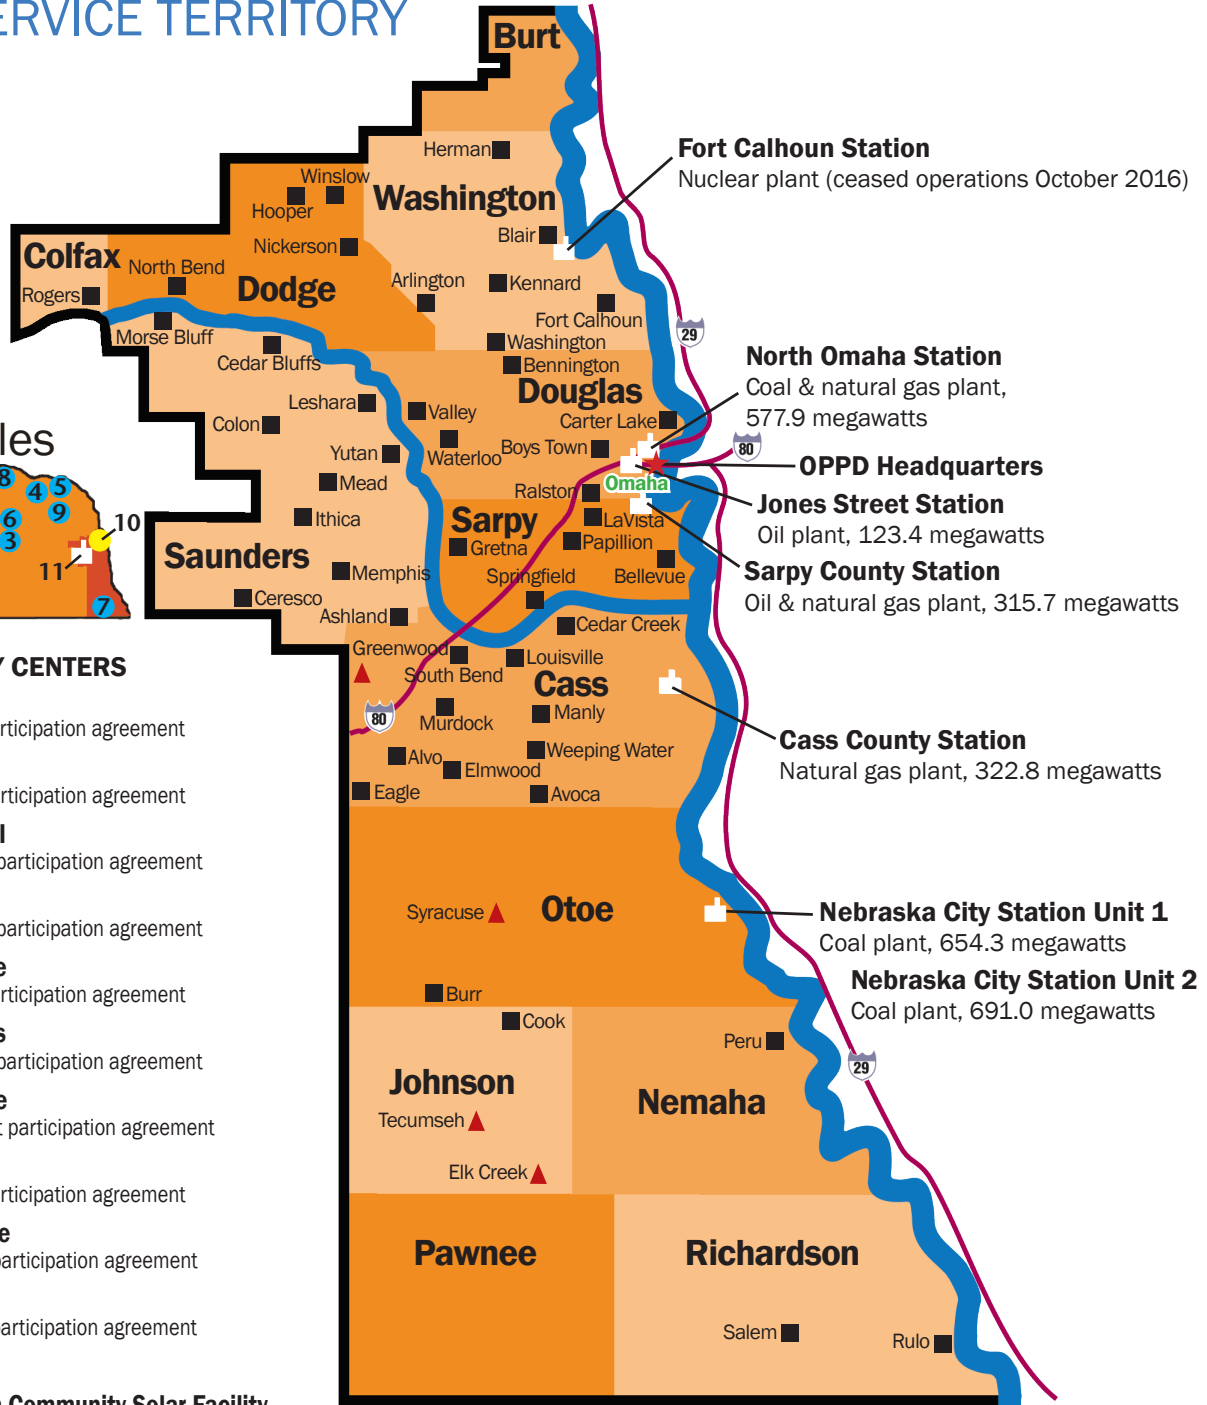 ERVICE TERRITORY
Burt
Herman
Winslow
Washington
Hooper
Blair
Nickerson
Colfax
North Bend
Dodge
Arlington
Kennard
Rogers
Fort Calhoun
Morse Bluff
Washington
Cedar Bluffs
Bennington
Douglas
Leshara
Valley
Carter Lake
Colon
Boys Town
Yutan
Waterloo
Mead
Ralston
Omaha
Ithica
Sarpy
LaVista
Saunders
Gretna
Papillion
Memphis
Springfield
Bellevue
Ceresco
Ashland
Cedar Creek
Greenwood
South Bend
Louisville
Cass
Murdock
Manly
Alvo
Weeping Water
Elmwood
Eagle
Avoca
Syracuse
Otoe
Burr
Cook
Peru
Johnson
Nemaha
Tecumseh
Elk Creek
Pawnee
Richardson
Salem
Rulo
29
80
80
29
Fort Calhoun Station
Nuclear plant (ceased operations October 2016)
North Omaha Station
Coal & natural gas plant,
577.9 megawatts
OPPD Headquarters
Jones Street Station
Oil plant, 123.4 megawatts
Sarpy County Station
Oil & natural gas plant, 315.7 megawatts
Cass County Station
Natural gas plant, 322.8 megawatts
Nebraska City Station Unit 1
Coal plant, 654.3 megawatts
Nebraska City Station Unit 2
Coal plant, 691.0 megawatts
les
8
4
5
6
9
3
10
11
7
Y CENTERS
rticipation agreement
rticipation agreement
l
participation agreement
participation agreement
e
rticipation agreement
s
participation agreement
e
t participation agreement
rticipation agreement
e
participation agreement
participation agreement
Community Solar Facility